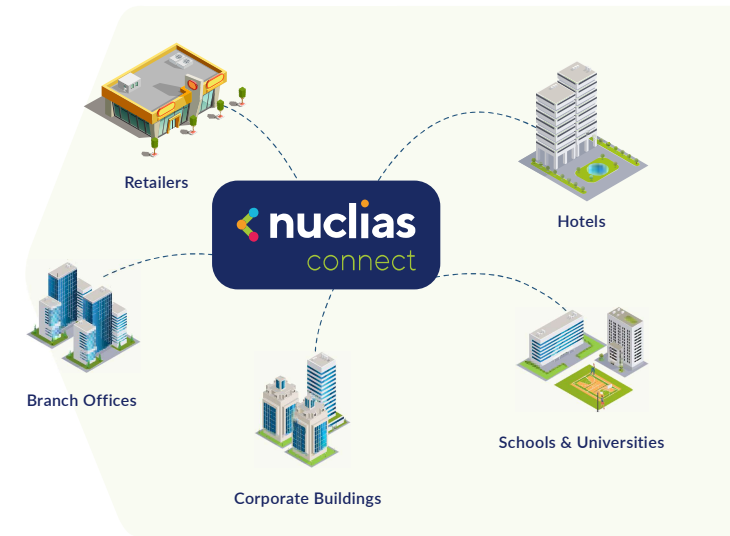 Retailers
Hotels
nuclias
connect
Branch Offices
Schools & Universities
Corporate Buildings